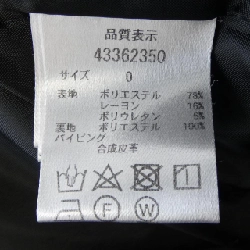 品質表示
43362350
サイズ 0
表地 ポリエステル 78%
レーヨン 16%
ポリウレタン 6%
裏地 ポリエステル 100%
パイピング
合成皮革
F W